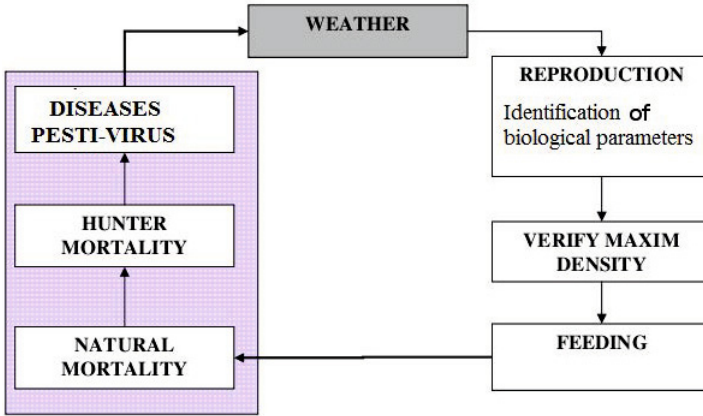 WEATHER
REPRODUCTION
Identification of
biological parameters
VERIFY MAXIM
DENSITY
FEEDING
NATURAL
MORTALITY
HUNTER
MORTALITY
DISEASES
PESTI-VIRUS